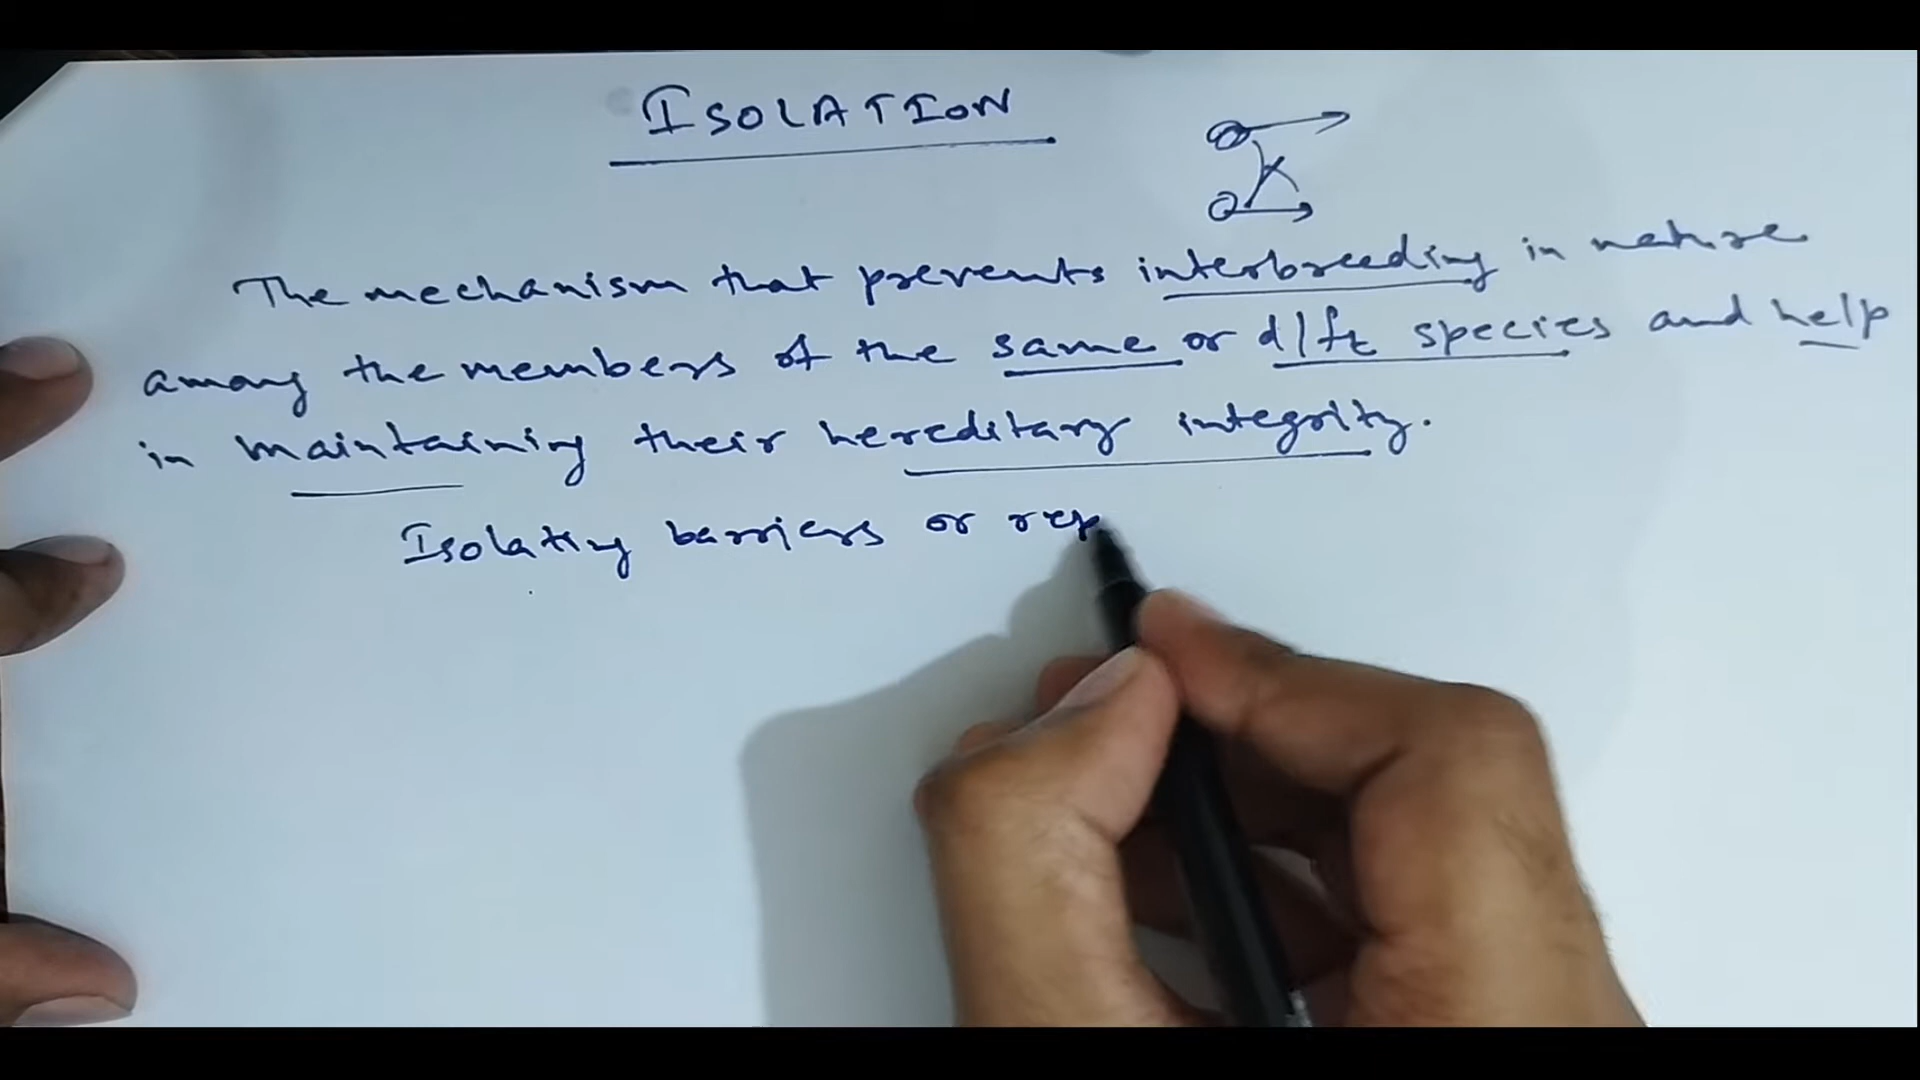 ISOLATION
The mechanism that prevents interbreeding in nature
among the members of the same or d/ft species and help
in maintaining their hereditary integrity.
Isolating barriers or rep